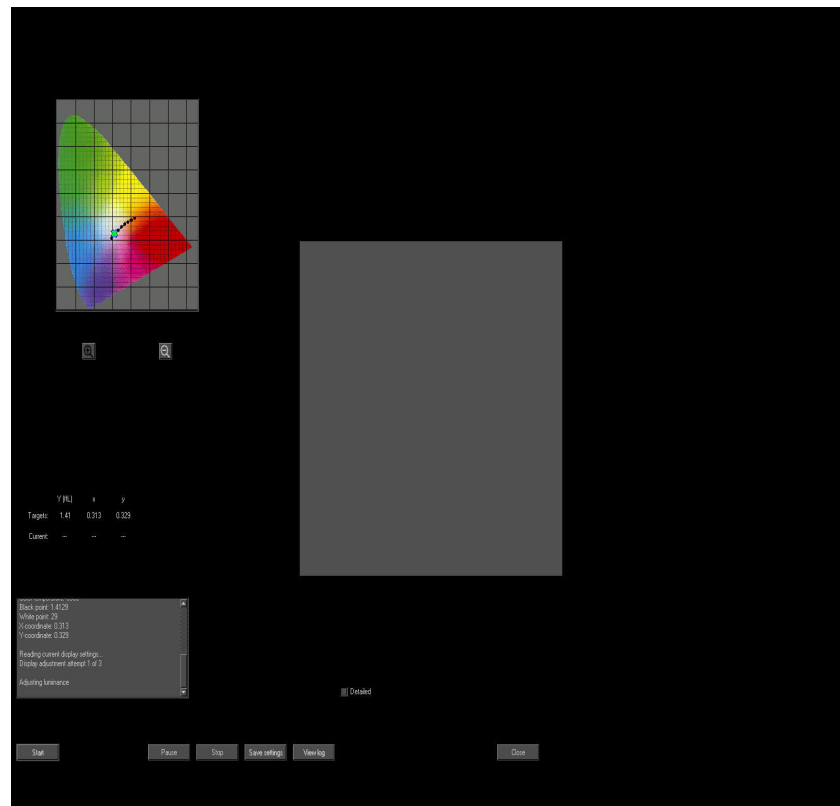 Y (fL) x y
Targets: 1.41 0.313 0.329
Current: --- --- ---
Black point: 1.4129
White point: 29
X-coordinate: 0.313
Y-coordinate: 0.329
Reading current display settings...
Display adjustment attempt 1 of 3
Adjusting luminance
Detailed
Start Pause Stop Save settings View log Close